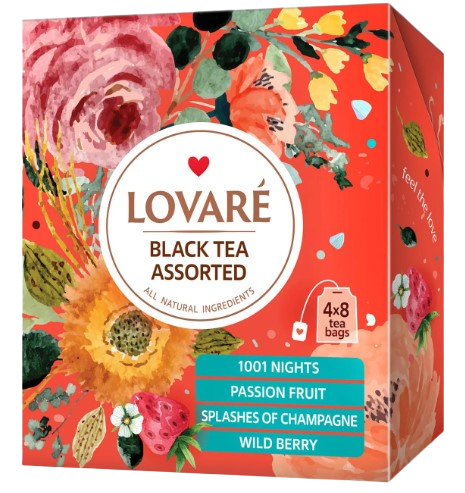 LOVARÉ
BLACK TEA
ASSORTED
ALL NATURAL INGREDIENTS
4x8
tea
bags
1001 NIGHTS
PASSION FRUIT
SPLASHES OF CHAMPAGNE
WILD BERRY
feel the love